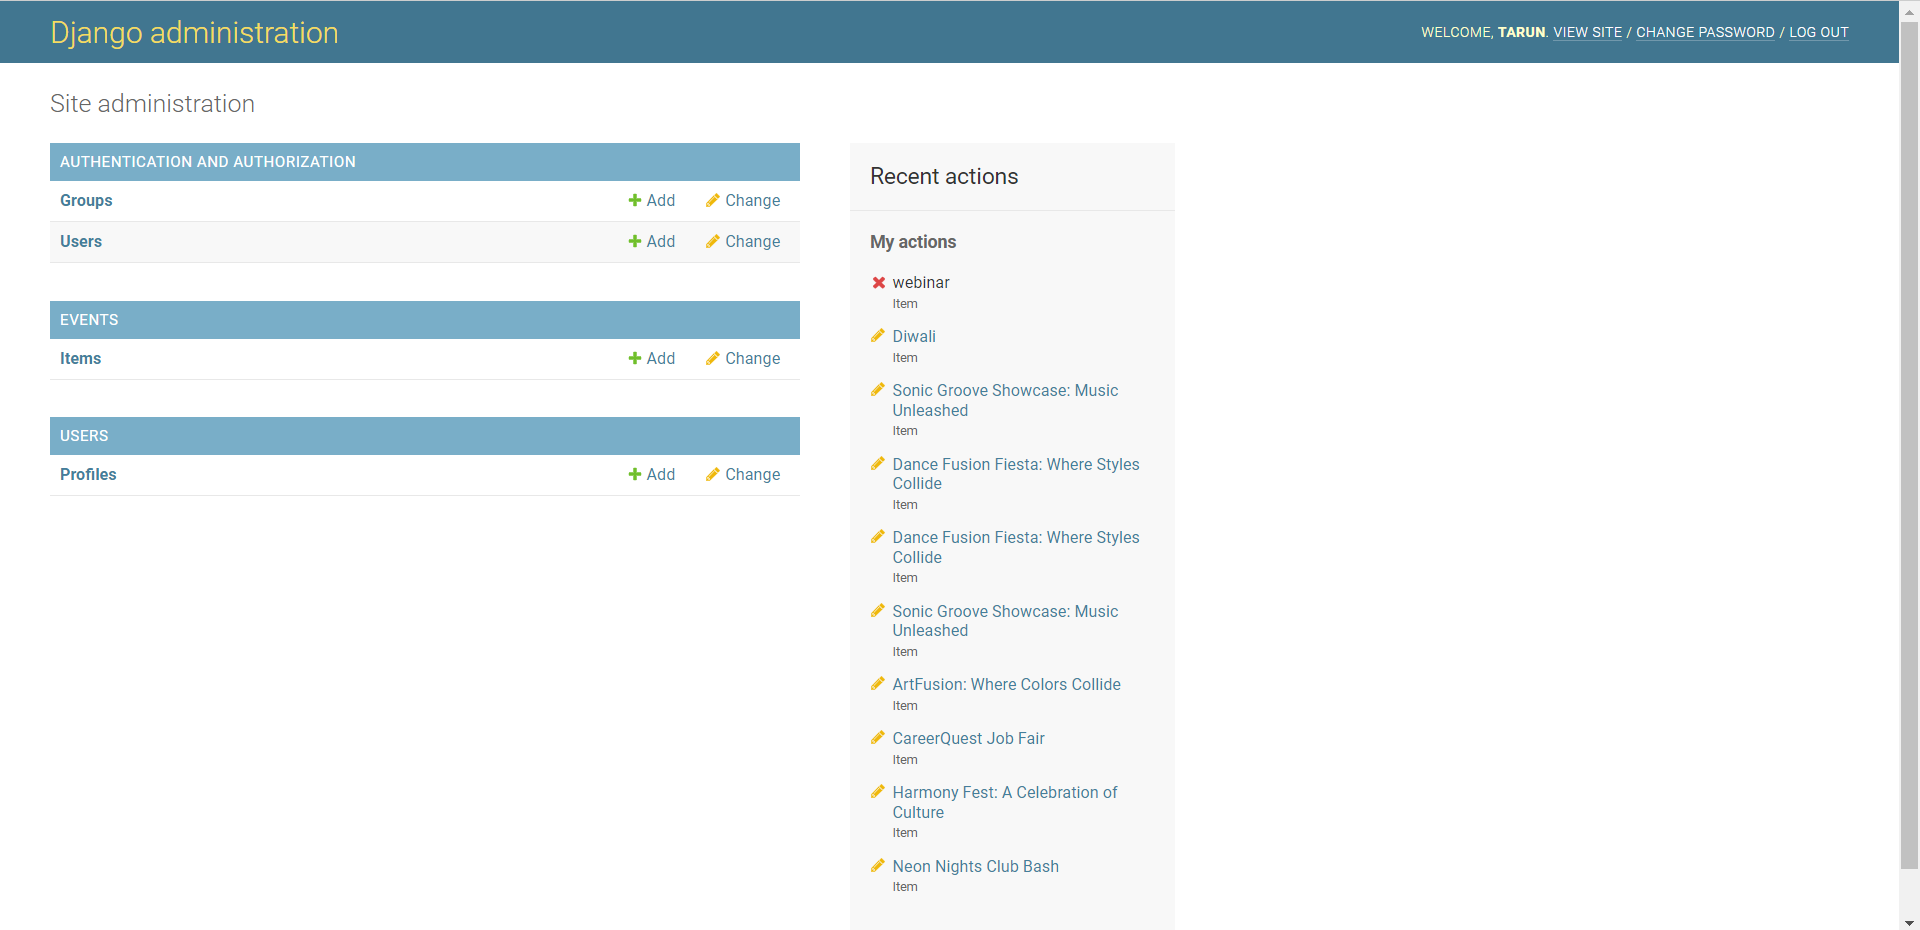 Django administration
WELCOME, TARUN. VIEW SITE / CHANGE PASSWORD / LOG OUT
Site administration
AUTHENTICATION AND AUTHORIZATION
Groups Add Change
Users Add Change
EVENTS
Items Add Change
USERS
Profiles Add Change
Recent actions
My actions
webinar
Item
Diwali
Item
Sonic Groove Showcase: Music
Unleashed
Item
Dance Fusion Fiesta: Where Styles
Collide
Item
Dance Fusion Fiesta: Where Styles
Collide
Item
Sonic Groove Showcase: Music
Unleashed
Item
ArtFusion: Where Colors Collide
Item
CareerQuest Job Fair
Item
Harmony Fest: A Celebration of
Culture
Item
Neon Nights Club Bash
Item